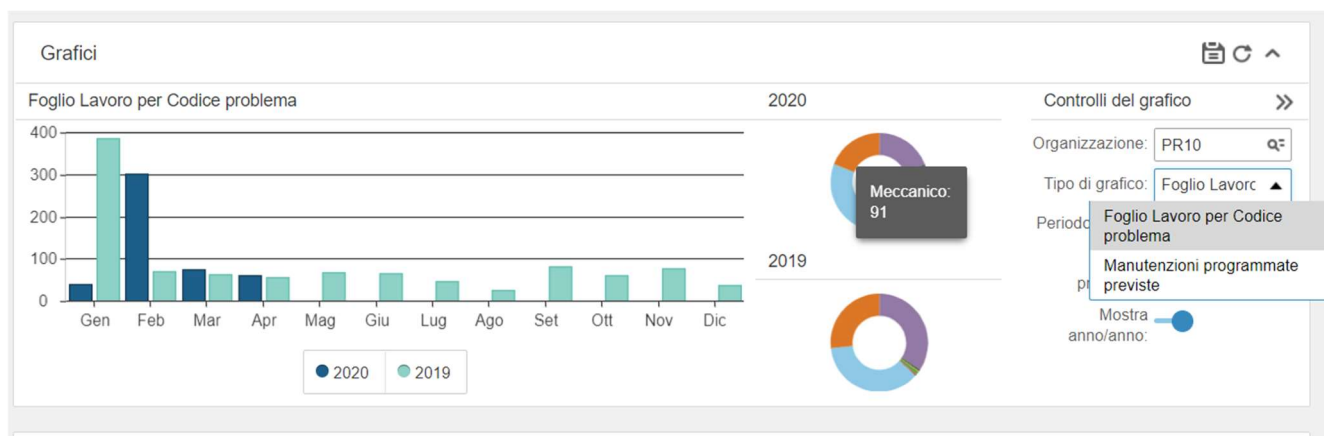 Grafici
Foglio Lavoro per Codice problema
400
300
200
100
0
Gen Feb Mar Apr Mag Giu Lug Ago Set Ott Nov Dic
2020 2019
2020
Meccanico:
91
2019
Controlli del grafico
Organizzazione: PR10
Tipo di grafico: Foglio Lavorc
Periodo
Foglio Lavoro per Codice
problema
Manutenzioni programmate
previste
pr
Mostra
anno/anno: